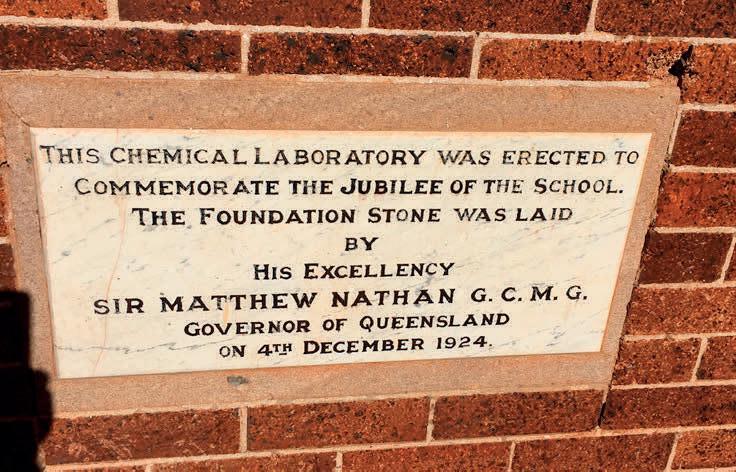 THIS CHEMICAL LABORATORY WAS ERECTED TO
COMMEMORATE THE JUBILEE OF THE SCHOOL.
THE FOUNDATION STONE WAS LAID
BY
HIS EXCELLENCY
SIR MATTHEW NATHAN G. C. M. G.
GOVERNOR OF QUEENSLAND
ON 4TH DECEMBER 1924.